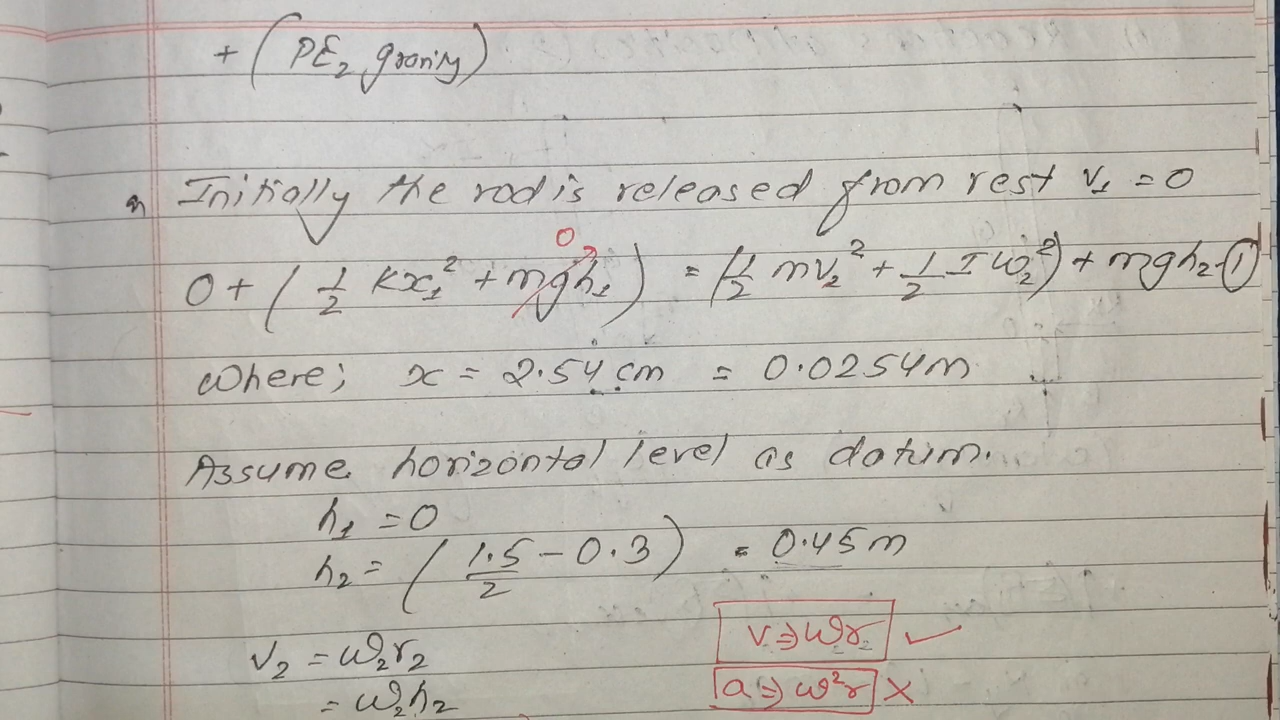 + (PE₂ gravity)
Initially the rod is released from rest v₁ = 0
0
0 + ( 1/2 Kx₁² + mgh₁ ) = ( 1/2 mv₂² + 1/2 Iω₂² ) + mgh₂ - ①
Where; x = 2.54 cm = 0.0254m
Assume horizontal level as datum.
h₁ = 0
h₂ = ( 1.5/2 - 0.3 ) = 0.45m
v₂ = ω₂r₂
= ω₂h₂
v ⇒ ωr ✓
a ⇒ ω²r ✗